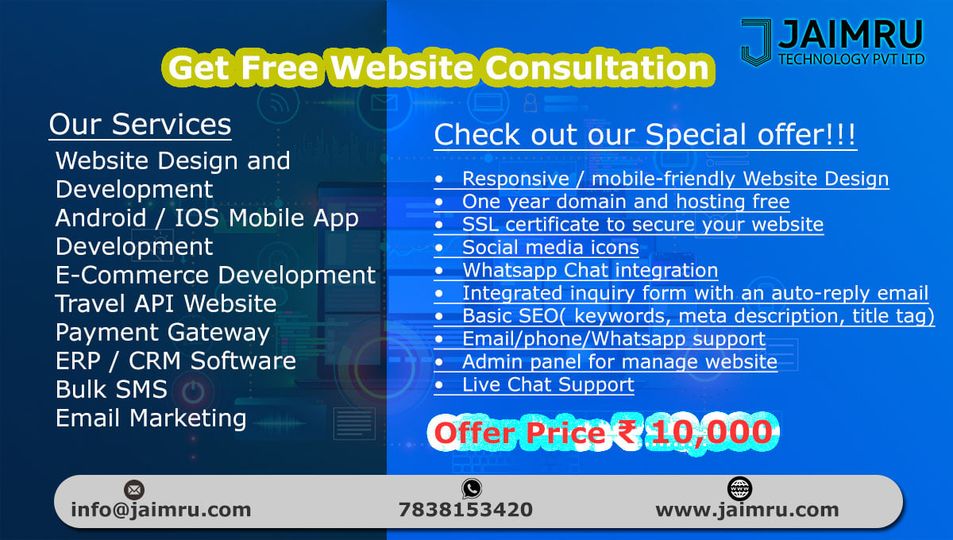 JAIMRU
TECHNOLOGY PVT LTD
Get Free Website Consultation
Our Services
Website Design and
Development
Android / IOS Mobile App
Development
E-Commerce Development
Travel API Website
Payment Gateway
ERP / CRM Software
Bulk SMS
Email Marketing
Check out our Special offer!!!
• Responsive / mobile-friendly Website Design
• One year domain and hosting free
• SSL certificate to secure your website
• Social media icons
• Whatsapp Chat integration
• Integrated inquiry form with an auto-reply email
• Basic SEO( keywords, meta description, title tag)
• Email/phone/Whatsapp support
• Admin panel for manage website
• Live Chat Support
Offer Price ₹ 10,000
info@jaimru.com
7838153420
www.jaimru.com